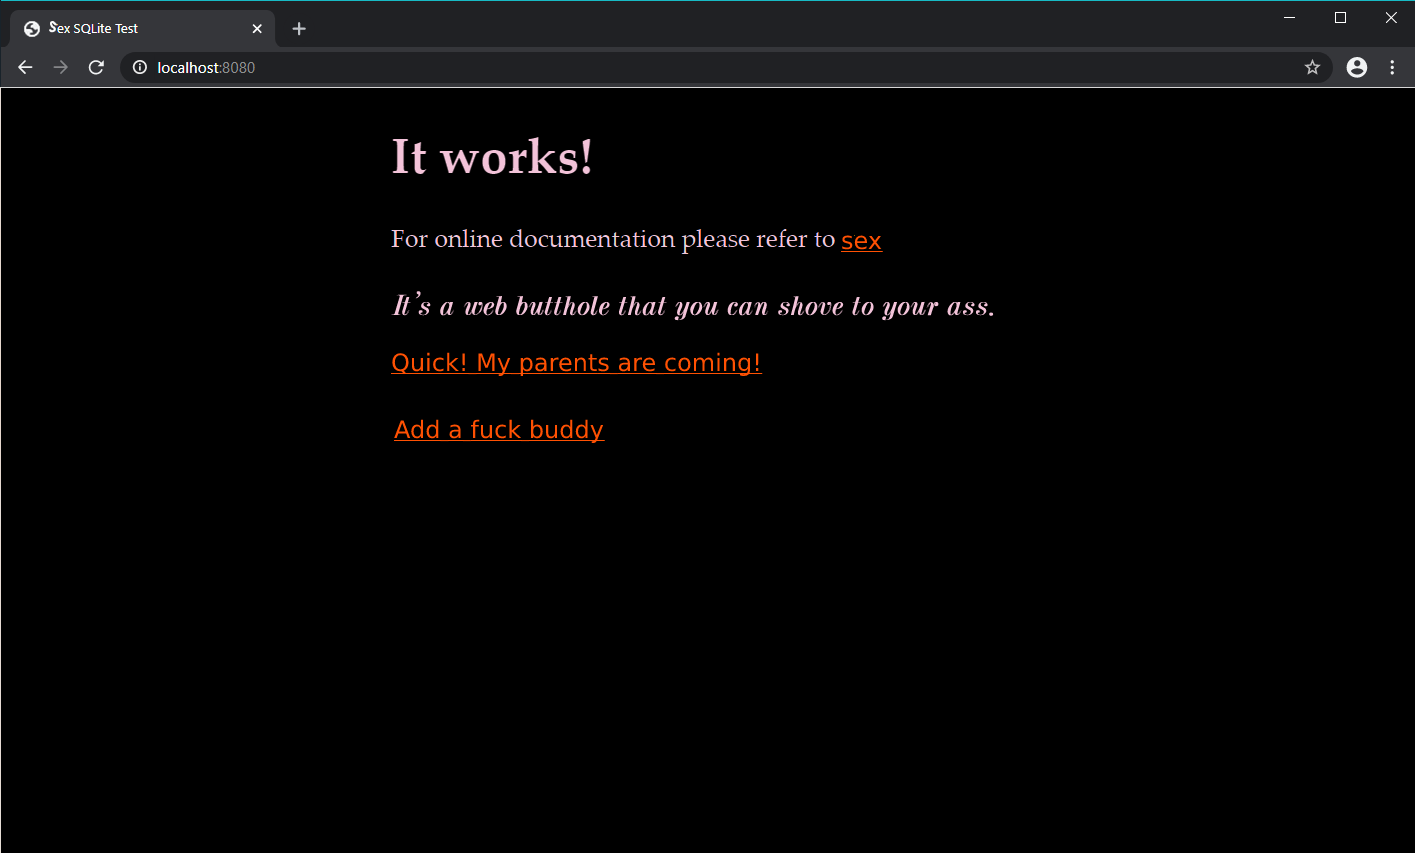 Sex SQLite Test
localhost:8080
It works!
For online documentation please refer to sex
It's a web butthole that you can shove to your ass.
Quick! My parents are coming!
Add a fuck buddy